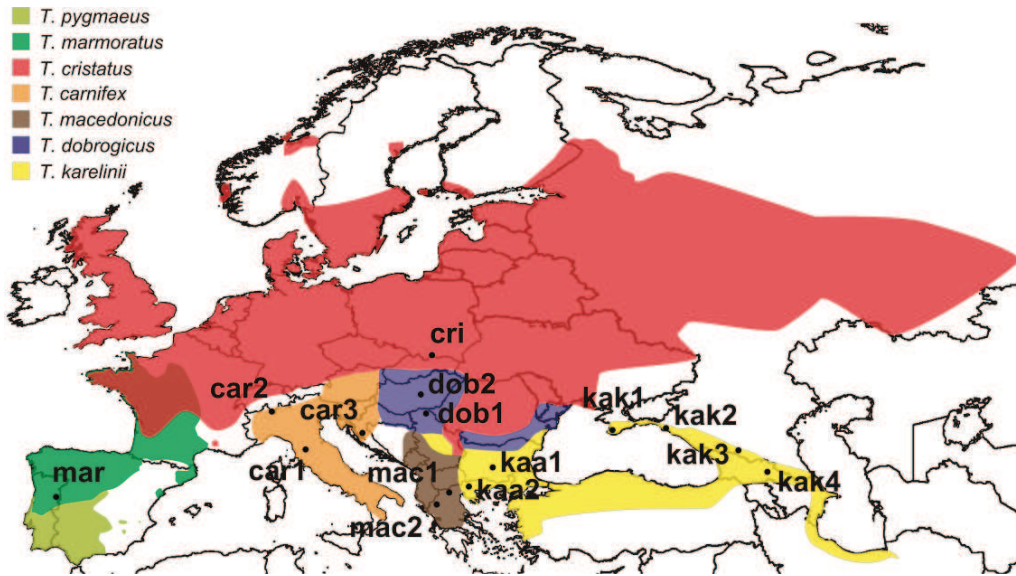 T. pygmaeus
T. marmoratus
T. cristatus
T. carnifex
T. macedonicus
T. dobrogicus
T. karelinii
cri
car2
dob2
car3
dob1
kak1
kak2
mar
car1
mac1
kaa1
kak3
kaa2
kak4
mac2